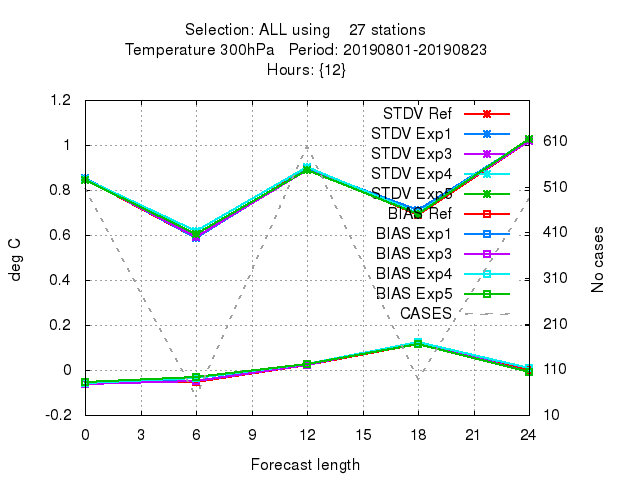 Selection: ALL using 27 stations
Temperature 300hPa Period: 20190801-20190823
Hours: {12}
1.2
1
0.8
0.6
0.4
0.2
0
-0.2
deg C
STDV Ref
STDV Exp1
STDV Exp3
STDV Exp4
STDV Exp5
BIAS Ref
BIAS Exp1
BIAS Exp3
BIAS Exp4
BIAS Exp5
CASES
610
510
410
310
210
110
10
No cases
0 3 6 9 12 15 18 21 24
Forecast length